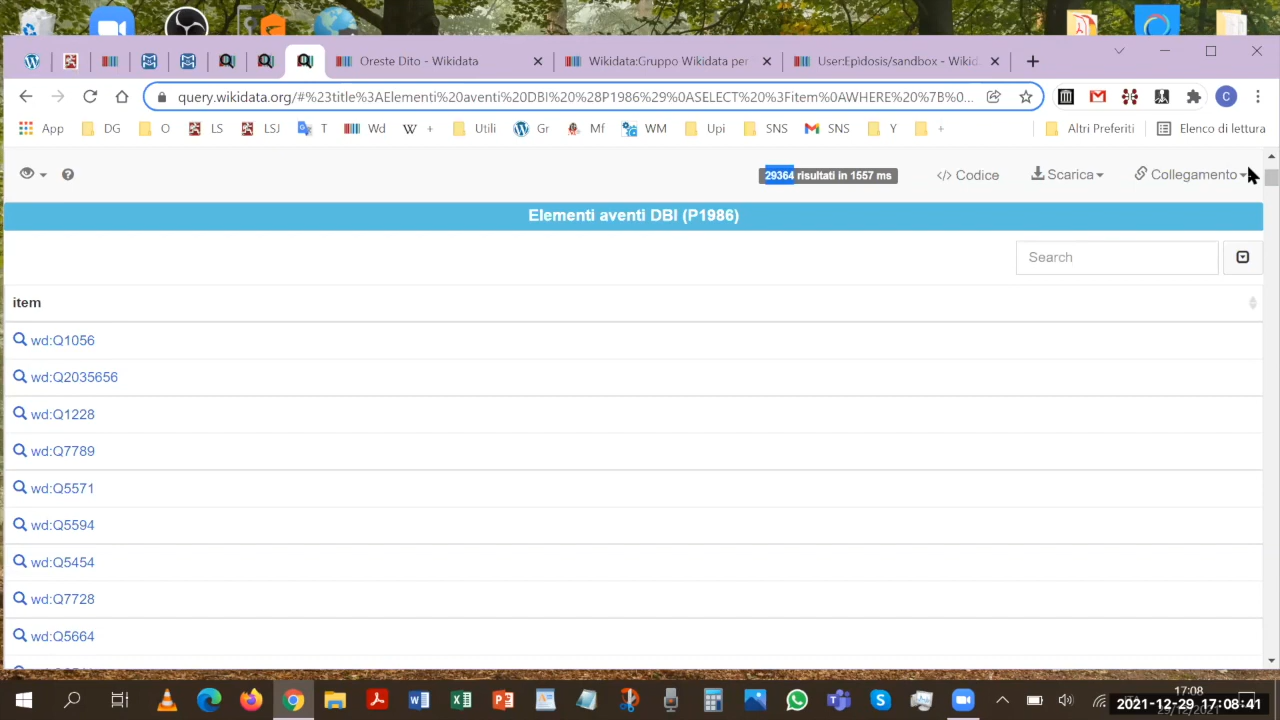 Oreste Dito - Wikidata
Wikidata:Gruppo Wikidata per
User:Epidosis/sandbox - Wikid
query.wikidata.org/#%23title%3AElementi%20aventi%20DBI%20%28P1986%29%0ASELECT%20%3Fitem%0AWHERE%20%7B%0...
C
App DG O LS LSJ T Wd + Utili Gr Mf WM Upi SNS SNS Y + Altri Preferiti Elenco di lettura
29364 risultati in 1557 ms
</> Codice
Scarica
Collegamento
Elementi aventi DBI (P1986)
Search
item
wd:Q1056
wd:Q2035656
wd:Q1228
wd:Q7789
wd:Q5571
wd:Q5594
wd:Q5454
wd:Q7728
wd:Q5664
17:08
2021-12-29 17:08:41